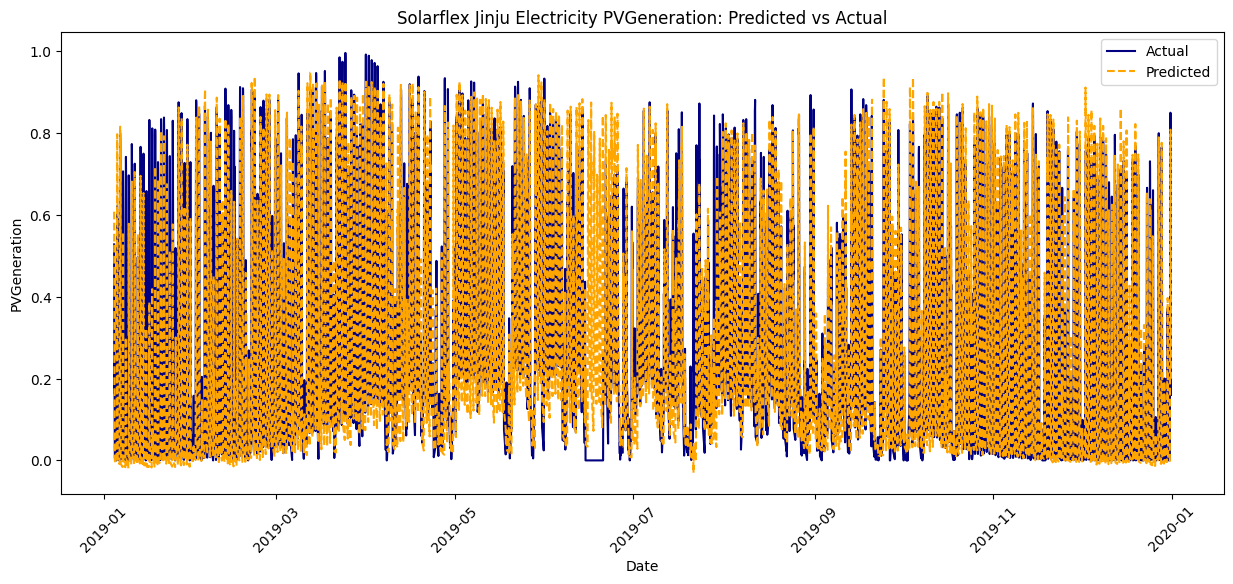 Solarflex Jinju Electricity PVGeneration: Predicted vs Actual
Actual
Predicted
PVGeneration
1.0
0.8
0.6
0.4
0.2
0.0
2019-01
2019-03
2019-05
2019-07
2019-09
2019-11
2020-01
Date